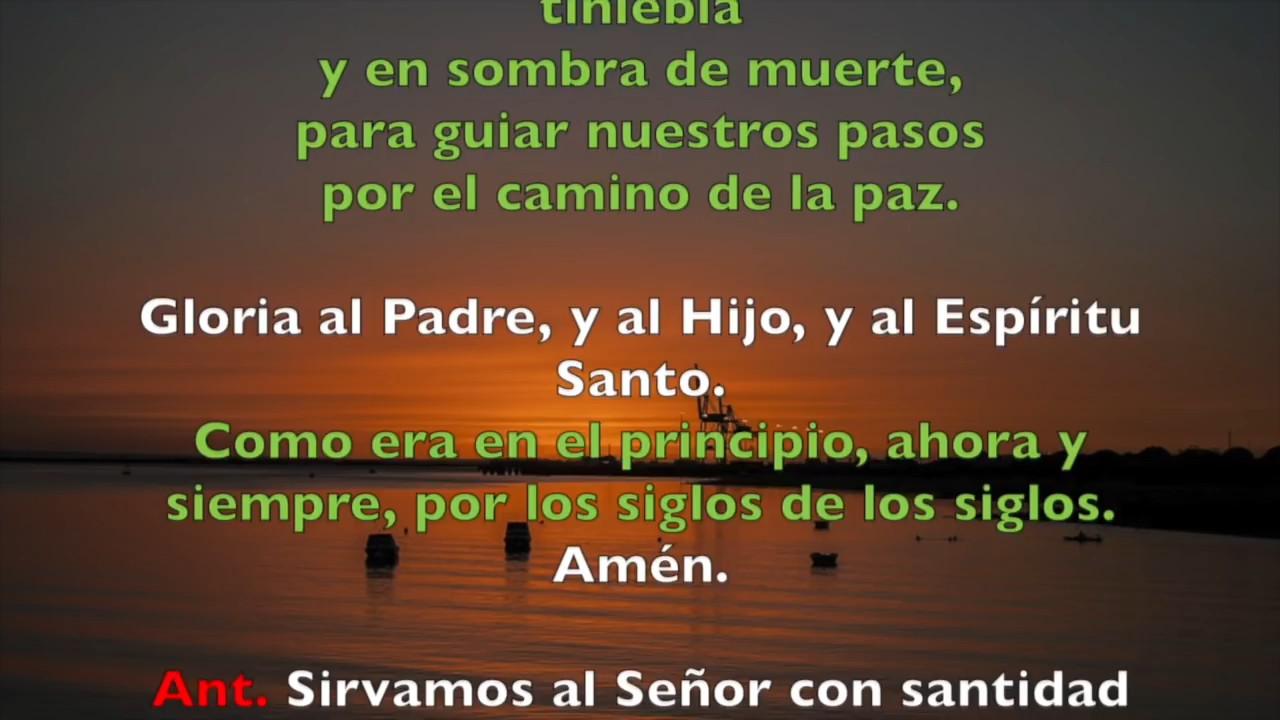 tiniebla
y en sombra de muerte,
para guiar nuestros pasos
por el camino de la paz.
Gloria al Padre, y al Hijo, y al Espíritu
Santo.
Como era en el principio, ahora y
siempre, por los siglos de los siglos.
Amén.
Ant. Sirvamos al Señor con santidad